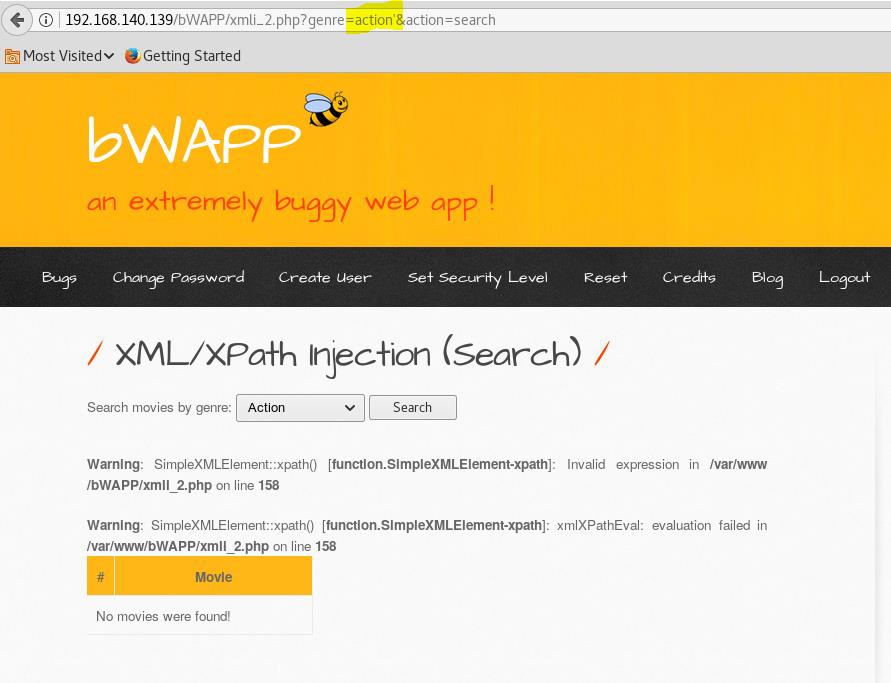 192.168.140.139/bWAPP/xmli_2.php?genre=action'&action=search
Most Visited Getting Started
bWAPP
an extremely buggy web app !
Bugs Change Password Create User Set Security Level Reset Credits Blog Logout
/ XML/XPath Injection (Search) /
Search movies by genre: Action Search
Warning: SimpleXMLElement::xpath() [function.SimpleXMLElement-xpath]: Invalid expression in /var/www
/bWAPP/xmli_2.php on line 158
Warning: SimpleXMLElement::xpath() [function.SimpleXMLElement-xpath]: xmlXPathEval: evaluation failed in
/var/www/bWAPP/xmli_2.php on line 158
# Movie
No movies were found!